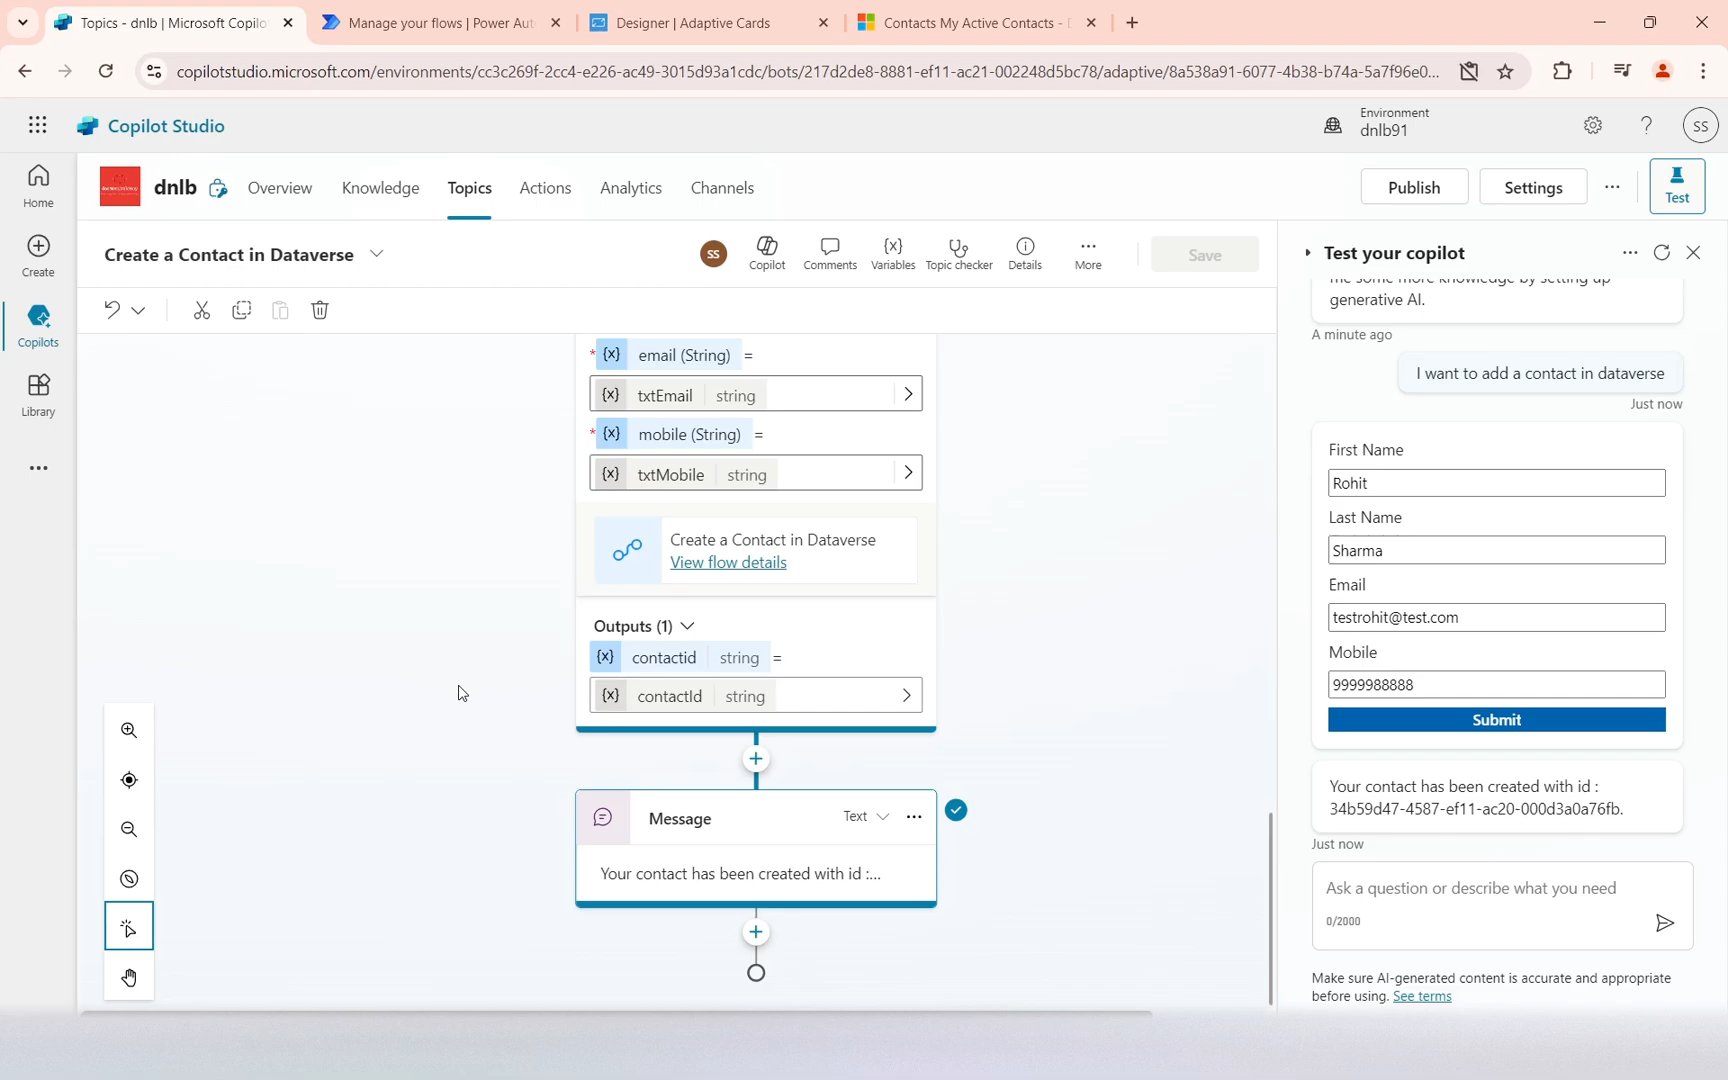 Topics - dnlb | Microsoft Copilo
Manage your flows | Power Aut
Designer | Adaptive Cards
Contacts My Active Contacts -
copilotstudio.microsoft.com/environments/cc3c269f-2cc4-e226-ac49-3015d93a1cdc/bots/217d2de8-8881-ef11-ac21-002248d5bc78/adaptive/8a538a91-6077-4b38-b74a-5a7f96e0...
Copilot Studio
Environment
dnlb91
SS
Home
Create
Copilots
Library
dnlb
Overview
Knowledge
Topics
Actions
Analytics
Channels
Publish
Settings
Test
Create a Contact in Dataverse
SS
Copilot
Comments
Variables
Topic checker
Details
More
Save
* {x} email (String) =
{x} txtEmail string
* {x} mobile (String) =
{x} txtMobile string
Create a Contact in Dataverse
View flow details
Outputs (1)
{x} contactid string =
{x} contactId string
Message
Text
Your contact has been created with id :...
Test your copilot
me some more knowledge by setting up
generative AI.
A minute ago
I want to add a contact in dataverse
Just now
First Name
Rohit
Last Name
Sharma
Email
testrohit@test.com
Mobile
9999988888
Submit
Your contact has been created with id :
34b59d47-4587-ef11-ac20-000d3a0a76fb.
Just now
Ask a question or describe what you need
0/2000
Make sure AI-generated content is accurate and appropriate
before using. See terms